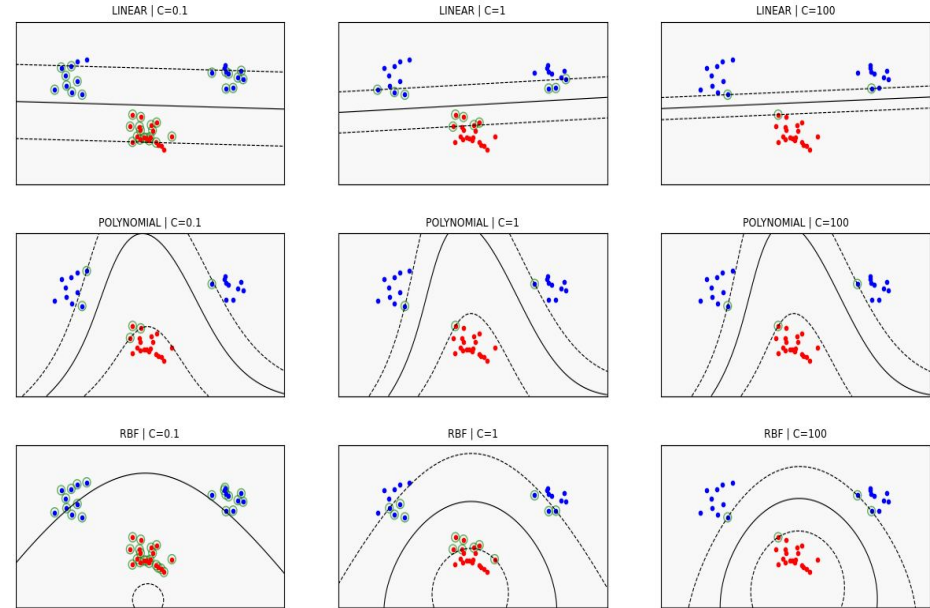 LINEAR | C=0.1
LINEAR | C=1
LINEAR | C=100
POLYNOMIAL | C=0.1
POLYNOMIAL | C=1
POLYNOMIAL | C=100
RBF | C=0.1
RBF | C=1
RBF | C=100